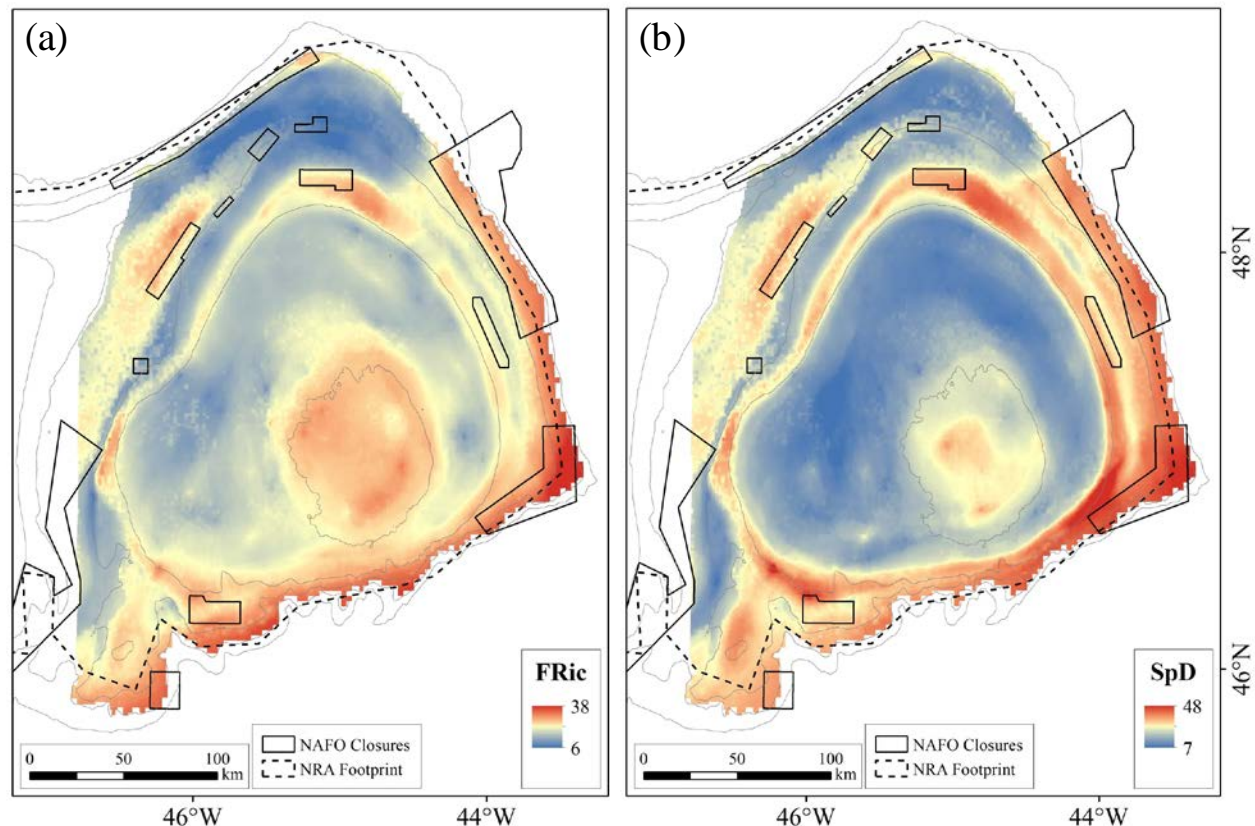 (a)
FRic
38
6
NAFO Closures
NRA Footprint
0 50 100
km
46°W 44°W
(b)
48°N
46°N
SpD
48
7
NAFO Closures
NRA Footprint
0 50 100
km
46°W 44°W